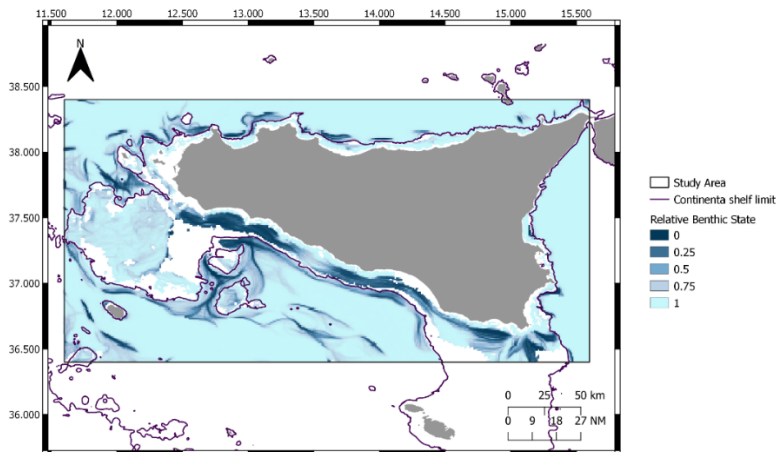 11.500 12.000 12.500 13.000 13.500 14.000 14.500 15.000 15.500
N
38.500
38.000
37.500
37.000
36.500
36.000
Study Area
Continenta shelf limit
Relative Benthic State
0
0.25
0.5
0.75
1
0 25 50 km
0 9 18 27 NM